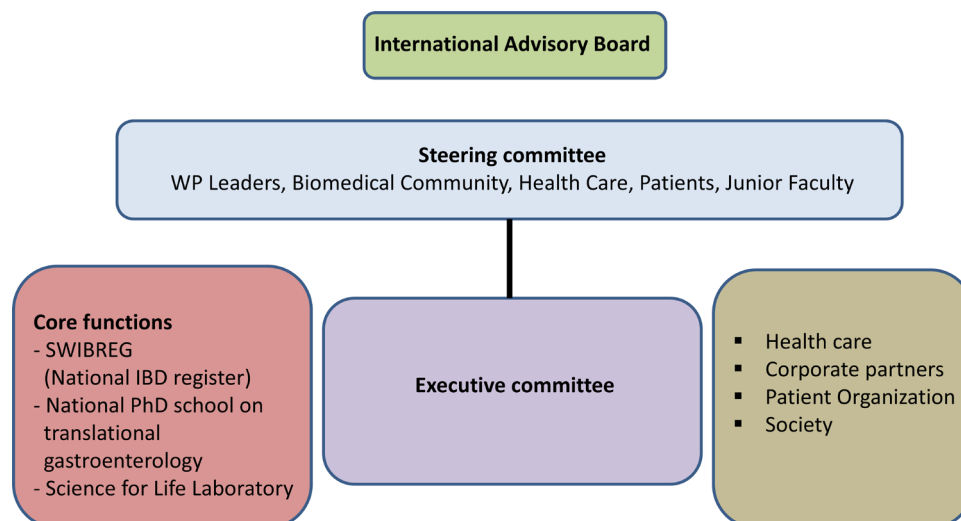 International Advisory Board
Steering committee
WP Leaders, Biomedical Community, Health Care, Patients, Junior Faculty
Core functions
- SWIBREG
(National IBD register)
- National PhD school on
translational
gastroenterology
- Science for Life Laboratory
Executive committee
▪ Health care
▪ Corporate partners
▪ Patient Organization
▪ Society